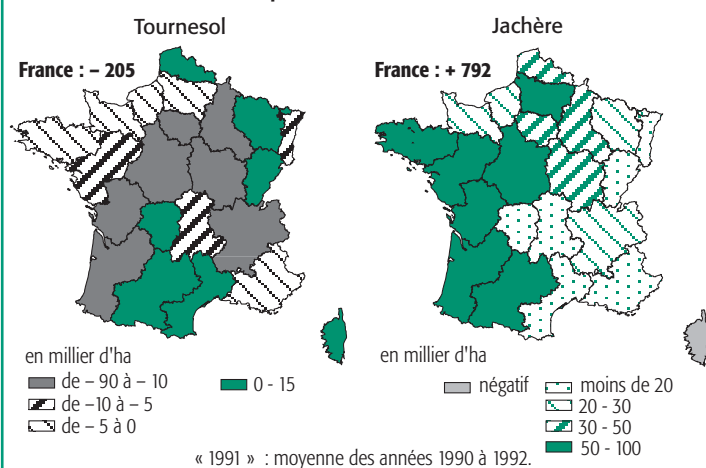 Tournesol
France : – 205
en millier d'ha
de – 90 à – 10
0 - 15
de –10 à – 5
de – 5 à 0
Jachère
France : + 792
en millier d'ha
négatif
moins de 20
20 - 30
30 - 50
50 - 100
« 1991 » : moyenne des années 1990 à 1992.